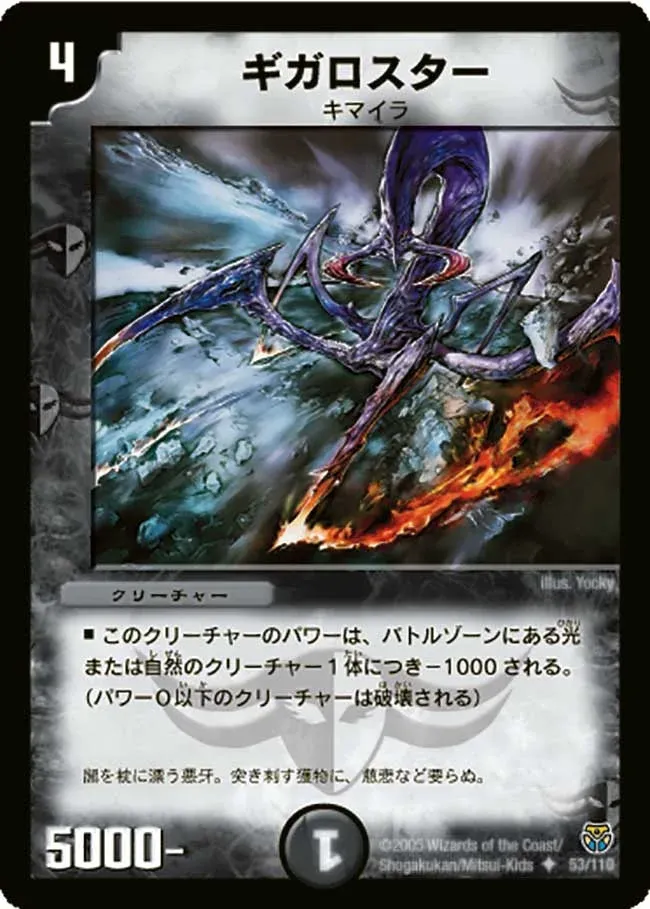 4
ギガロスター
キマイラ
illus. Yocky
クリーチャー
■ このクリーチャーのパワーは、バトルゾーンにある光
または自然のクリーチャー1体につき−1000 される。
(パワー0以下のクリーチャーは破壊される)
闇を枕に漂う悪牙。突き刺す獲物に、慈悲など要らぬ。
5000-
1
©2005 Wizards of the Coast/
Shogakukan/Mitsui-Kids ◆ 53/110